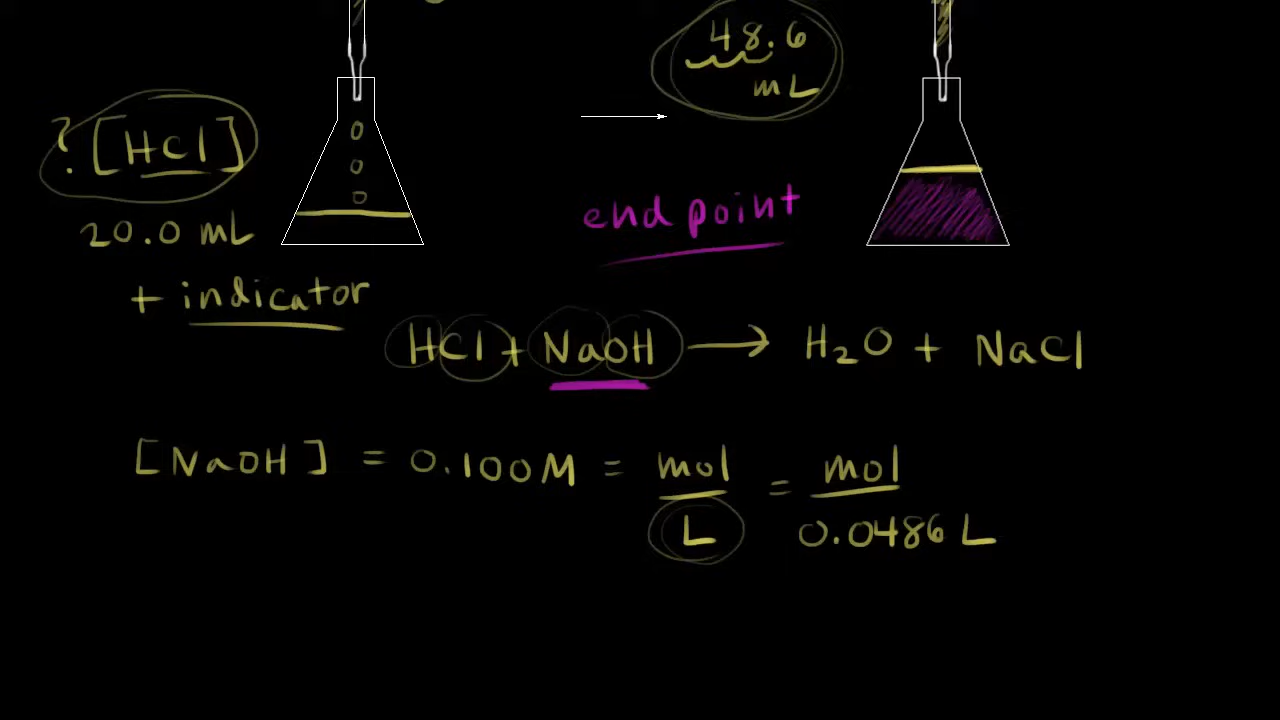 48.6
mL
? [HCl]
20.0 mL
+ indicator
end point
HCl + NaOH → H₂O + NaCl
[NaOH] = 0.100M = mol/L = mol/0.0486 L